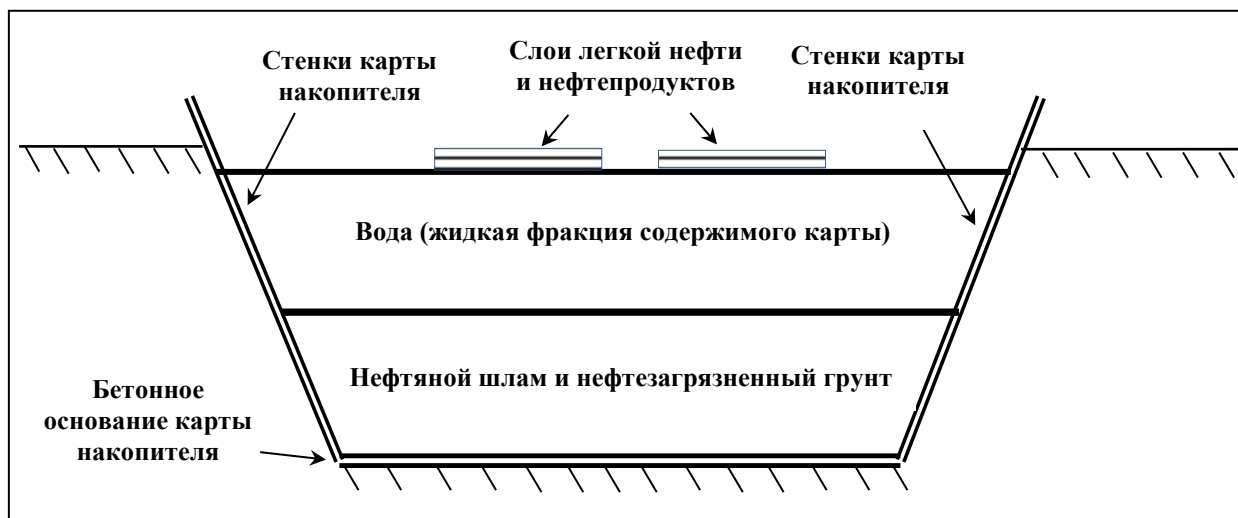 Стенки карты
накопителя
Слои легкой нефти
и нефтепродуктов
Стенки карты
накопителя
Вода (жидкая фракция содержимого карты)
Нефтяной шлам и нефтезагрязненный грунт
Бетонное
основание карты
накопителя